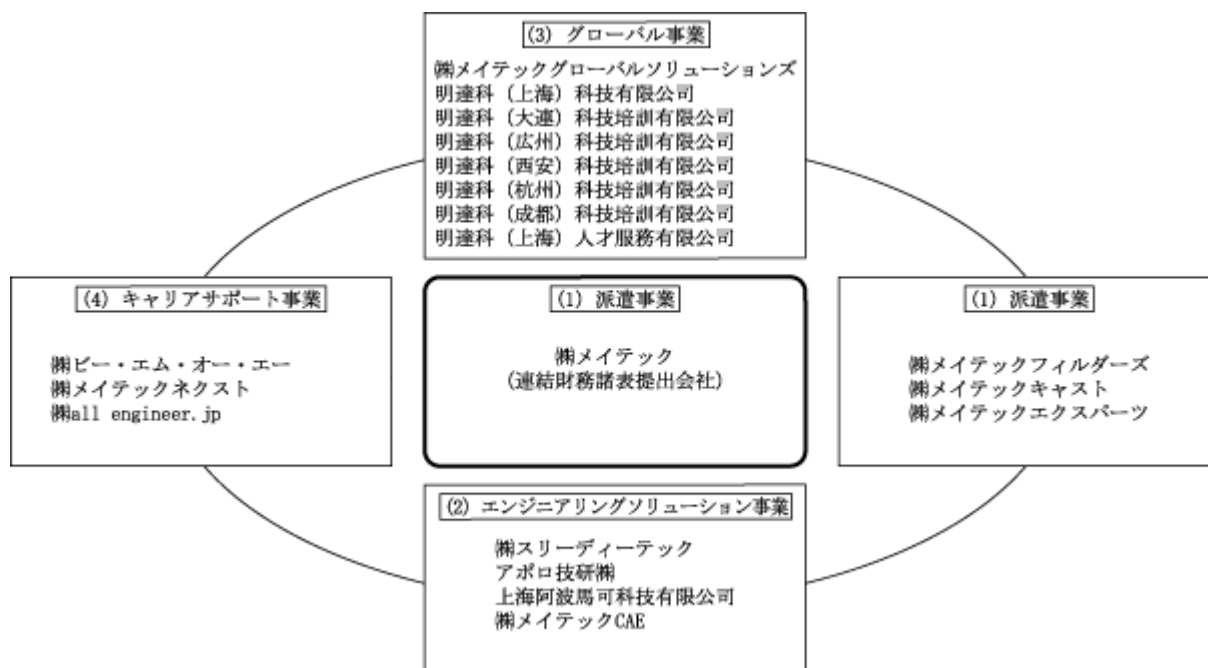 (3) グローバル事業
㈱メイテックグローバルソリューションズ
明達科（上海）科技有限公司
明達科（大連）科技培訓有限公司
明達科（広州）科技培訓有限公司
明達科（西安）科技培訓有限公司
明達科（杭州）科技培訓有限公司
明達科（成都）科技培訓有限公司
明達科（上海）人才服務有限公司
(4) キャリアサポート事業
㈱ビー・エム・オー・エー
㈱メイテックネクスト
㈱all engineer.jp
(1) 派遣事業
㈱メイテック
(連結財務諸表提出会社)
(1) 派遣事業
㈱メイテックフィルダーズ
㈱メイテックキャスト
㈱メイテックエクスパーツ
(2) エンジニアリングソリューション事業
㈱スリーディーテック
アポロ技研㈱
上海阿波馬可科技有限公司
㈱メイテックCAE